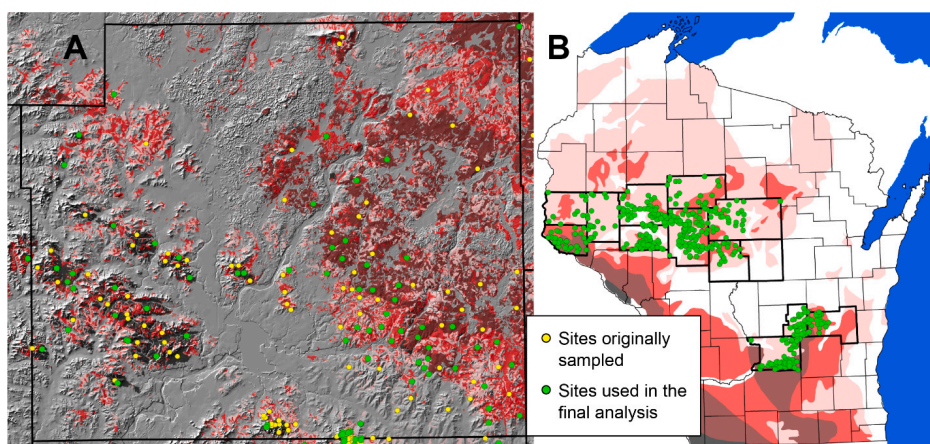 A
B
Sites originally
sampled
Sites used in the
final analysis